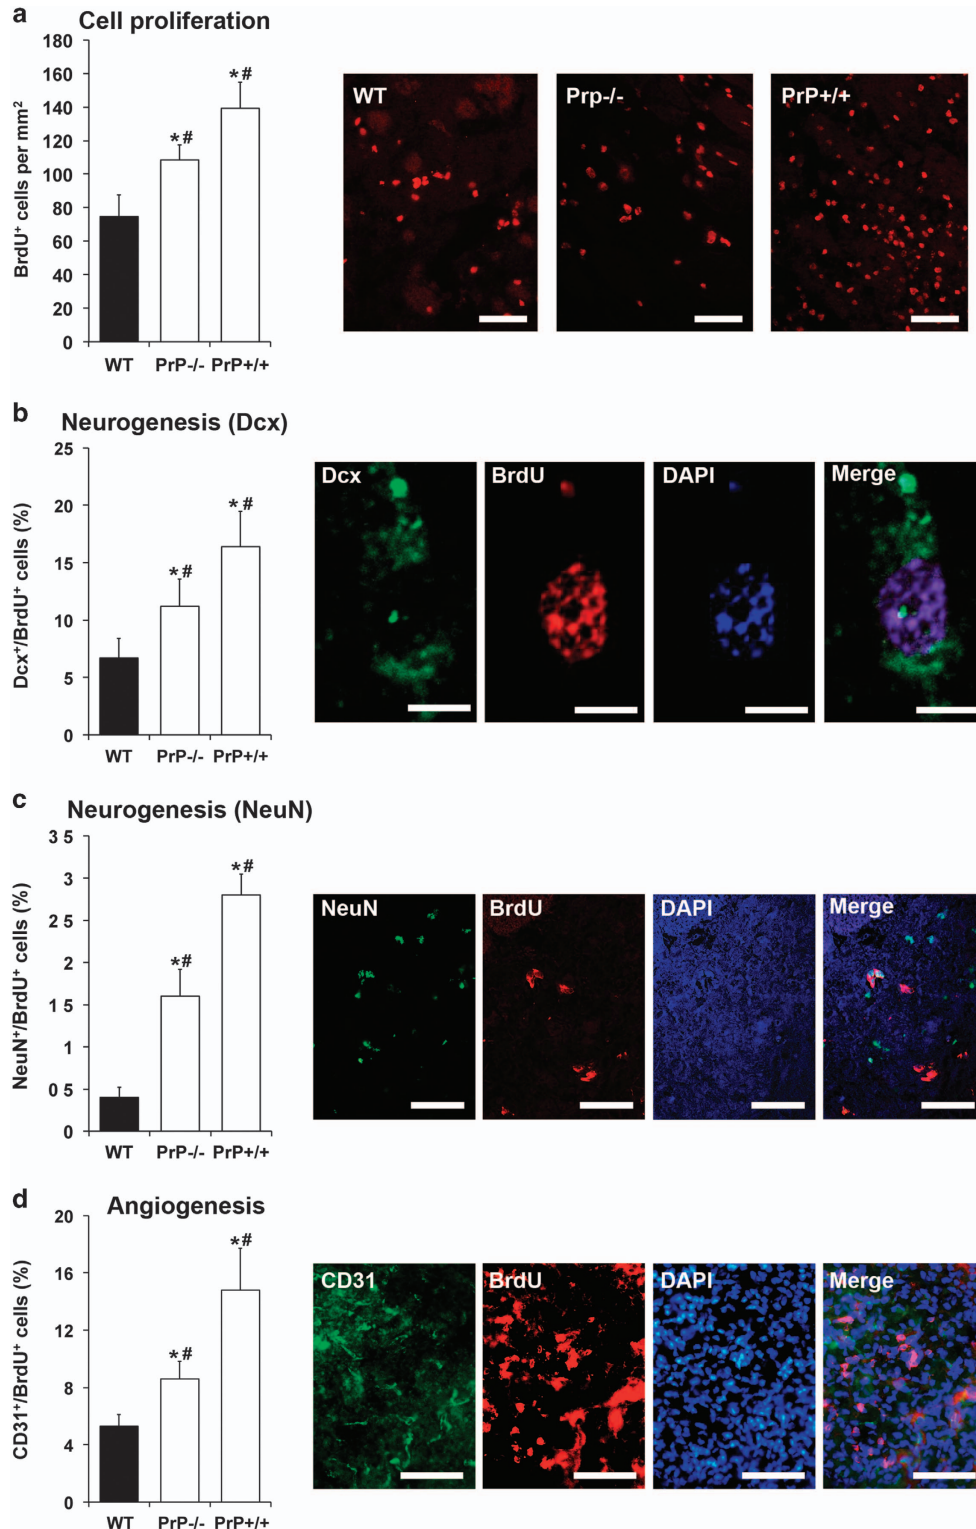 a
Cell proliferation
BrdU⁺ cells per mm²
180
160
140
120
100
80
60
40
20
0
*#
*#
WT PrP-/- PrP+/+
WT
Prp-/-
PrP+/+
b
Neurogenesis (Dcx)
Dcx⁺/BrdU⁺ cells (%)
25
20
15
10
5
0
*#
*#
WT PrP-/- PrP+/+
Dcx
BrdU
DAPI
Merge
c
Neurogenesis (NeuN)
NeuN⁺/BrdU⁺ cells (%)
3 5
3
2 5
2
1 5
1
0 5
0
*#
*#
WT PrP-/- PrP+/+
NeuN
BrdU
DAPI
Merge
d
Angiogenesis
CD31⁺/BrdU⁺ cells (%)
20
16
12
8
4
0
*#
*#
WT PrP-/- PrP+/+
CD31
BrdU
DAPI
Merge